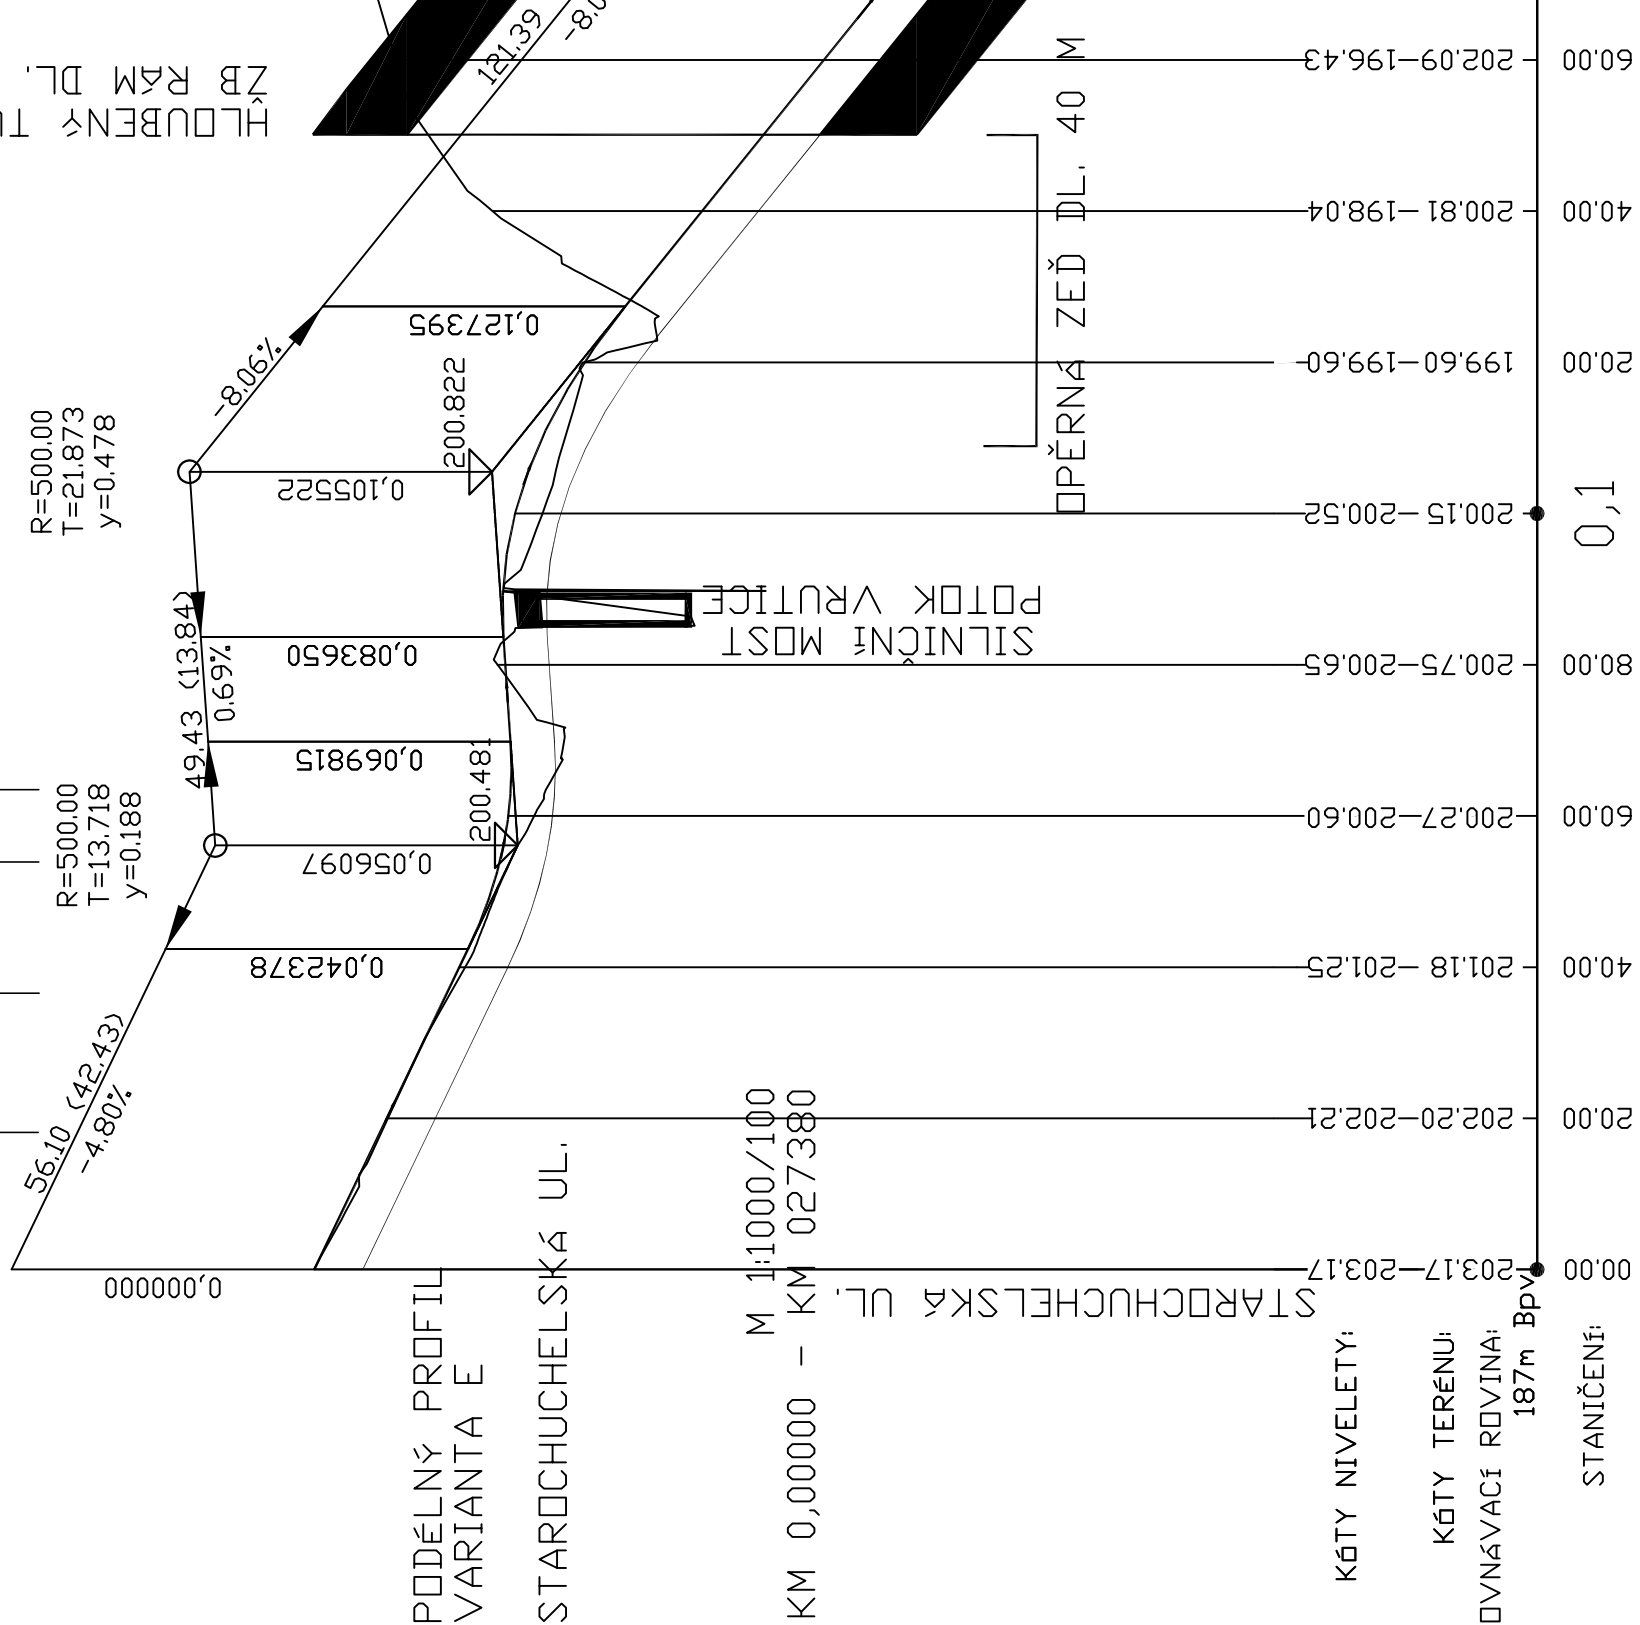 PODÉLNÝ PROFIL
VARIANTA E
STAROCHUCHELSKÁ UL.
M 1:1000/100
KM 0,00000 - KM 027380
0,000000
56.10 (42.43)
-4.80%
0,042378
R=500.00
T=13.718
y=0.188
0,056097
200.481
0,069815
49.43 (13.84)
0.69%
0,083650
R=500.00
T=21.873
y=0.478
0,105522
200.822
-8.06%
0,127395
121.39
-8.0
HLOUBENÝ TU
ŽB RÁM DL.
STAROCHUCHELSKÁ UL.
SILNIČNÍ MOST
POTOK VRUTICE
OPĚRNÁ ZEĎ DL. 40 M
KÓTY NIVELETY:
203.17
202.21
201.25
200.60
200.65
200.52
199.60
198.04
196.43
KÓTY TERÉNU:
203.17
202.20
201.18
200.27
200.75
200.15
199.60
200.81
202.09
OVNÁVACÍ ROVINA:
187m Bpv
STANIČENÍ:
00.00
20.00
40.00
60.00
80.00
0,1
20.00
40.00
60.00